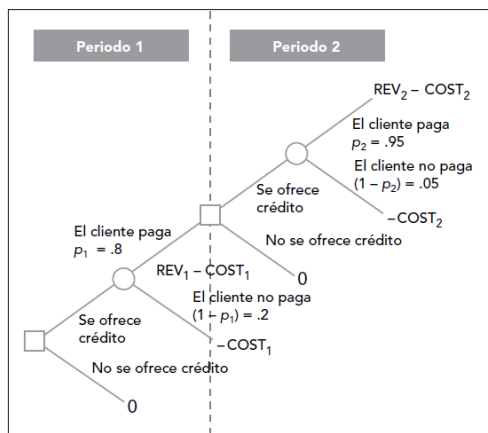 Periodo 1
Periodo 2
REV₂ – COST₂
El cliente paga
p₂ = .95
El cliente no paga
(1 – p₂) = .05
Se ofrece
crédito
–COST₂
El cliente paga
p₁ = .8
No se ofrece crédito
REV₁ – COST₁
0
El cliente no paga
(1 – p₁) = .2
Se ofrece
crédito
–COST₁
No se ofrece crédito
0